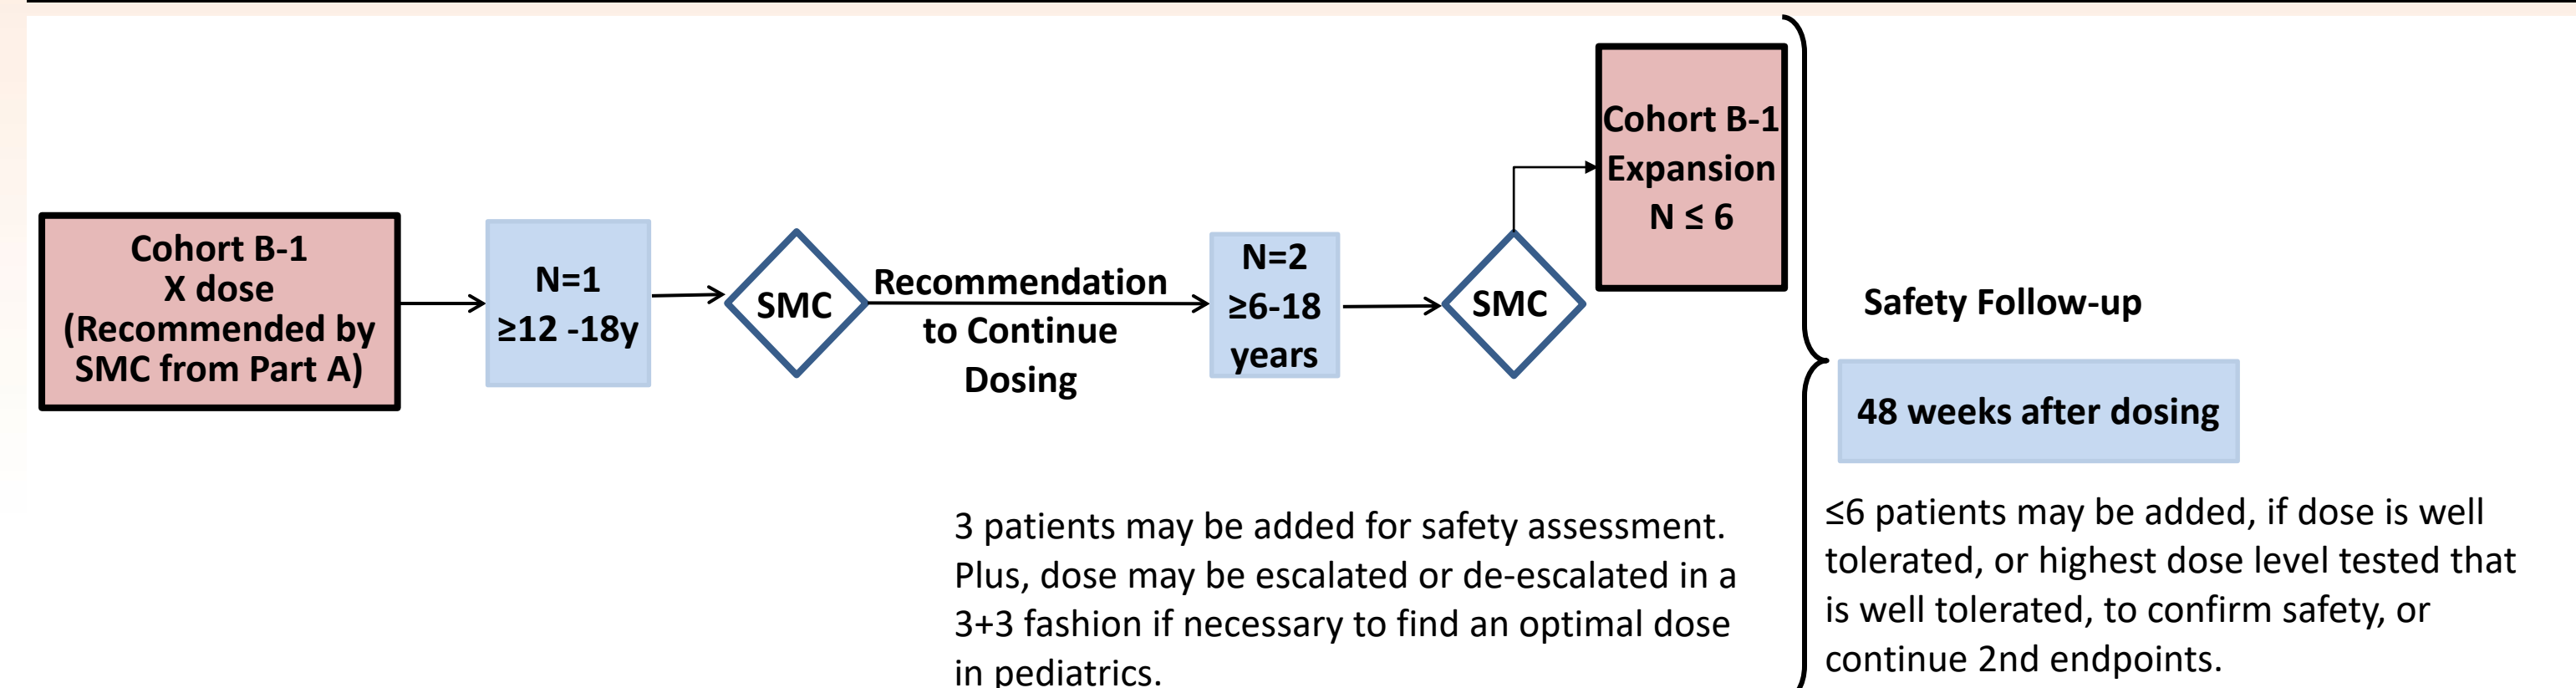 Cohort B-1
X dose
(Recommended by
SMC from Part A)
N=1
≥12 -18y
SMC
Recommendation
to Continue
Dosing
N=2
≥6-18
years
SMC
Cohort B-1
Expansion
N ≤ 6
Safety Follow-up
48 weeks after dosing
3 patients may be added for safety assessment.
Plus, dose may be escalated or de-escalated in a
3+3 fashion if necessary to find an optimal dose
in pediatrics.
≤6 patients may be added, if dose is well
tolerated, or highest dose level tested that
is well tolerated, to confirm safety, or
continue 2nd endpoints.